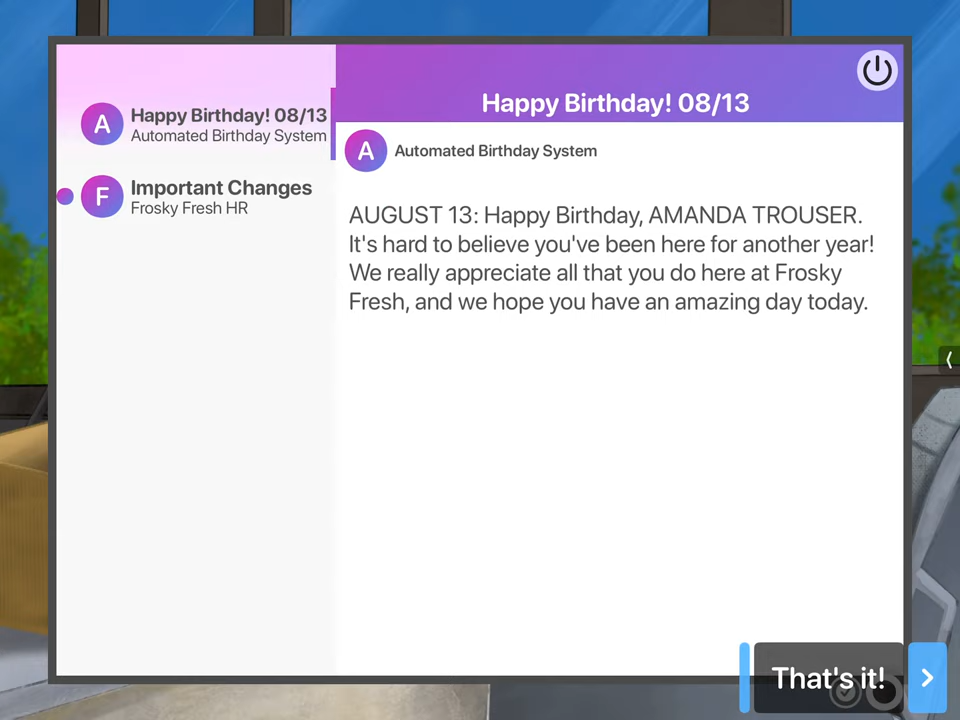 A
Happy Birthday! 08/13
Automated Birthday System
F
Important Changes
Frosky Fresh HR
Happy Birthday! 08/13
A
Automated Birthday System
AUGUST 13: Happy Birthday, AMANDA TROUSER.
It's hard to believe you've been here for another year!
We really appreciate all that you do here at Frosky
Fresh, and we hope you have an amazing day today.
That's it!